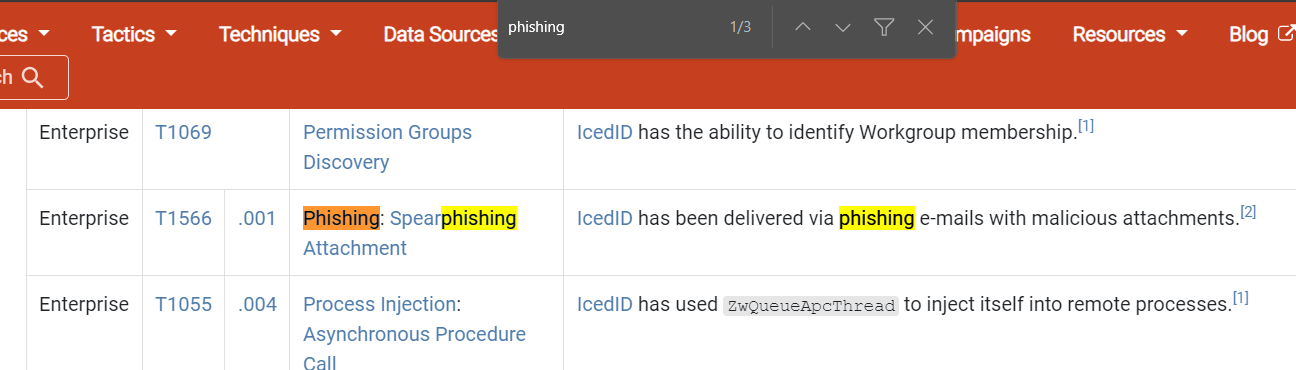 phishing 1/3
ces Tactics Techniques Data Sources mpaigns Resources Blog
ch
Enterprise T1069 Permission Groups IcedID has the ability to identify Workgroup membership.[1]
Discovery
Enterprise T1566 .001 Phishing: Spearphishing IcedID has been delivered via phishing e-mails with malicious attachments.[2]
Attachment
Enterprise T1055 .004 Process Injection: IcedID has used ZwQueueApcThread to inject itself into remote processes.[1]
Asynchronous Procedure
Call